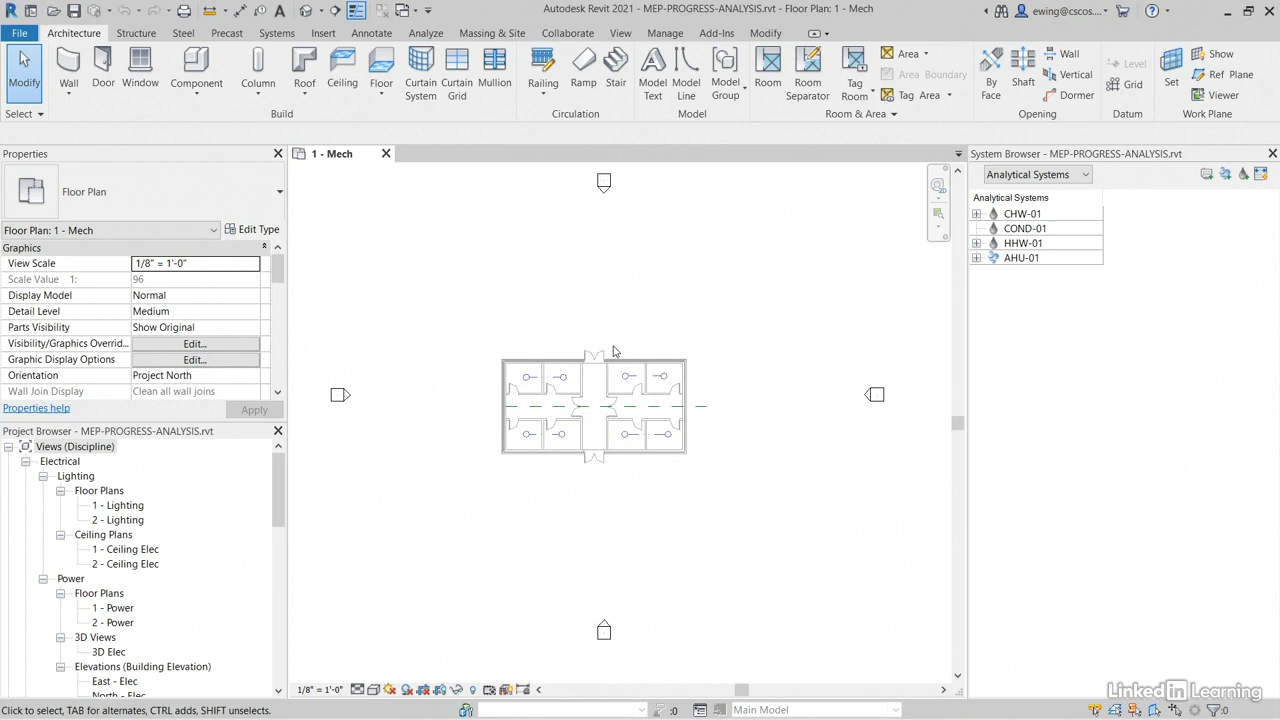 Autodesk Revit 2021 - MEP-PROGRESS-ANALYSIS.rvt - Floor Plan: 1 - Mech
ewing@cscos....
File Architecture Structure Steel Precast Systems Insert Annotate Analyze Massing & Site Collaborate View Manage Add-Ins Modify
Modify
Select
Wall
Door
Window
Component
Column
Roof
Ceiling
Floor
Curtain System
Curtain Grid
Mullion
Build
Railing
Ramp
Stair
Circulation
Model Text
Model Line
Model Group
Model
Room
Room Separator
Tag Room
Area
Area Boundary
Tag Area
Room & Area
By Face
Shaft
Wall
Vertical
Dormer
Opening
Level
Grid
Datum
Set
Show
Ref Plane
Viewer
Work Plane
Properties
Floor Plan
Floor Plan: 1 - Mech
Edit Type
Graphics
View Scale 1/8" = 1'-0"
Scale Value 1: 96
Display Model Normal
Detail Level Medium
Parts Visibility Show Original
Visibility/Graphics Overrid... Edit...
Graphic Display Options Edit...
Orientation Project North
Wall Join Display Clean all wall joins
Properties help
Apply
Project Browser - MEP-PROGRESS-ANALYSIS.rvt
Views (Discipline)
Electrical
Lighting
Floor Plans
1 - Lighting
2 - Lighting
Ceiling Plans
1 - Ceiling Elec
2 - Ceiling Elec
Power
Floor Plans
1 - Power
2 - Power
3D Views
3D Elec
Elevations (Building Elevation)
East - Elec
North - Elec
1 - Mech
System Browser - MEP-PROGRESS-ANALYSIS.rvt
Analytical Systems
Analytical Systems
CHW-01
COND-01
HHW-01
AHU-01
1/8" = 1'-0"
Linked in Learning
Click to select, TAB for alternates, CTRL adds, SHIFT unselects.
:0
Main Model
:0